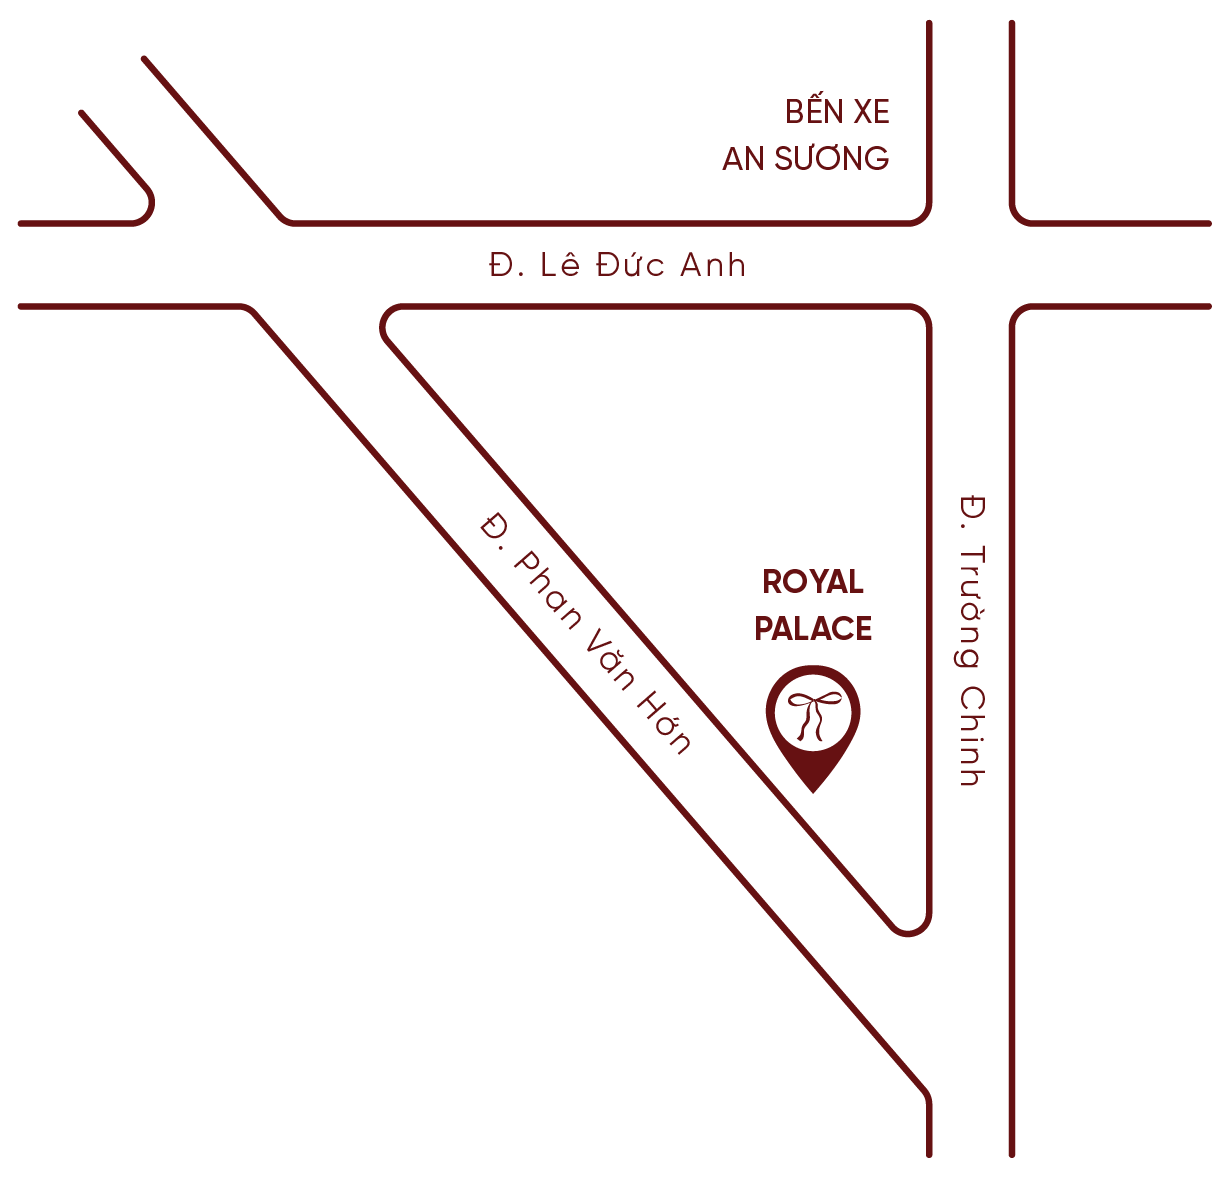 BẾN XE
AN SƯƠNG
Đ. Lê Đức Anh
Đ. Trường Chinh
Đ. Phan Văn Hớn
ROYAL
PALACE